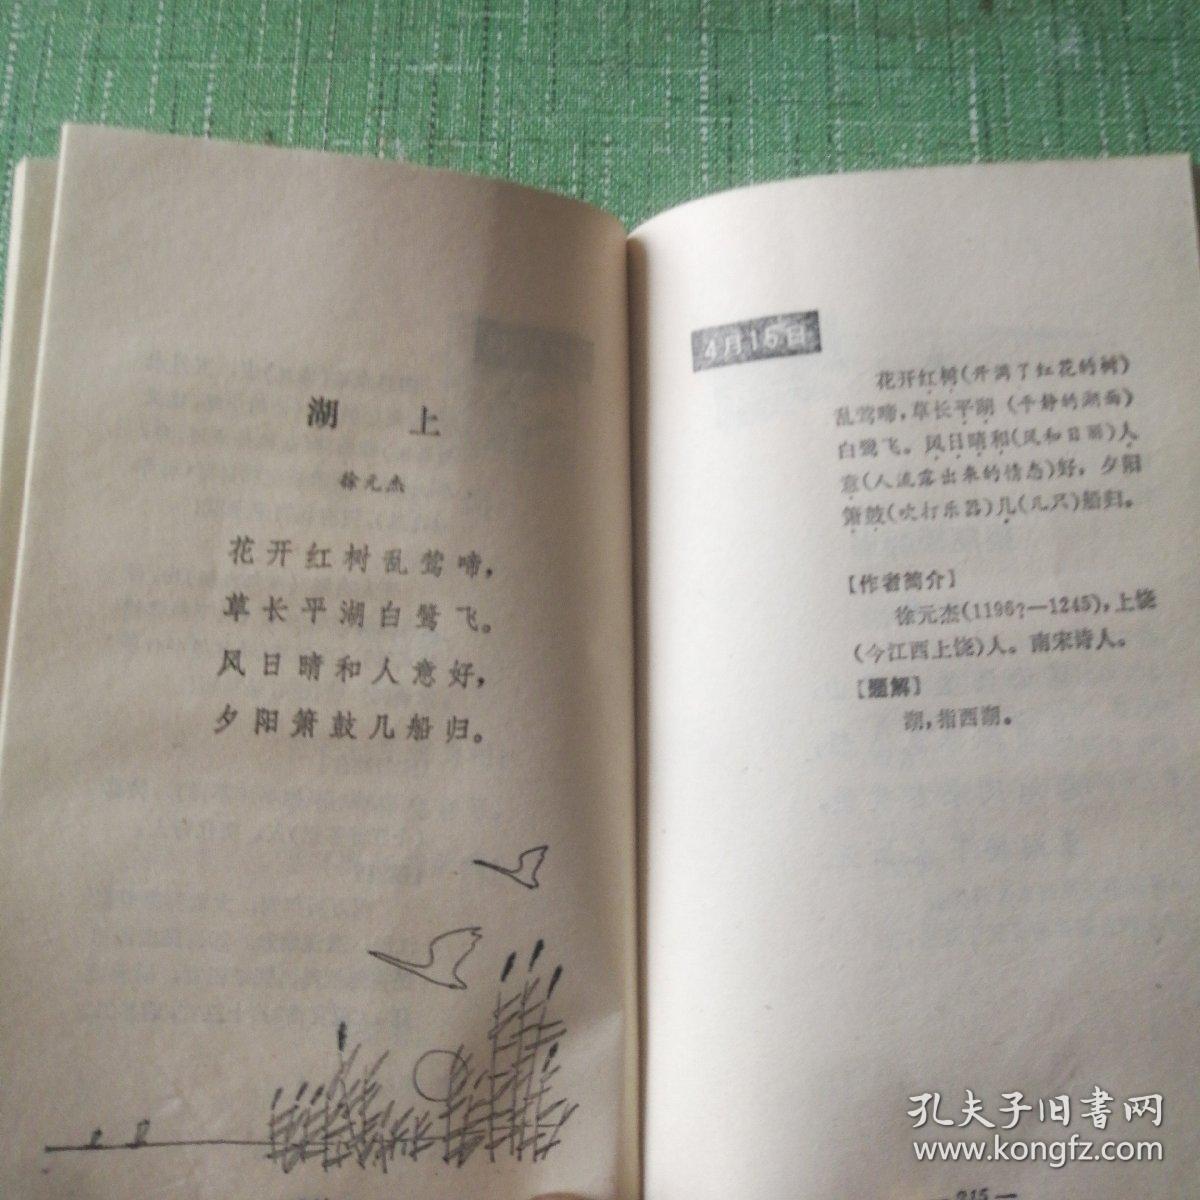 湖 上
徐元杰
花开红树乱莺啼，
草长平湖白鹭飞。
风日晴和人意好，
夕阳箫鼓几船归。
4月15日
花开红树（开满了红花的树）
乱莺啼，草长平湖（平静的湖面）
白鹭飞。风日晴和（风和日丽）人
意（人流露出来的情态）好，夕阳
箫鼓（吹打乐器）几（几只）船归。
【作者简介】
徐元杰（1196？—1245），上饶
（今江西上饶）人。南宋诗人。
【题解】
湖，指西湖。
—215—
孔夫子旧书网
www.kongfz.com